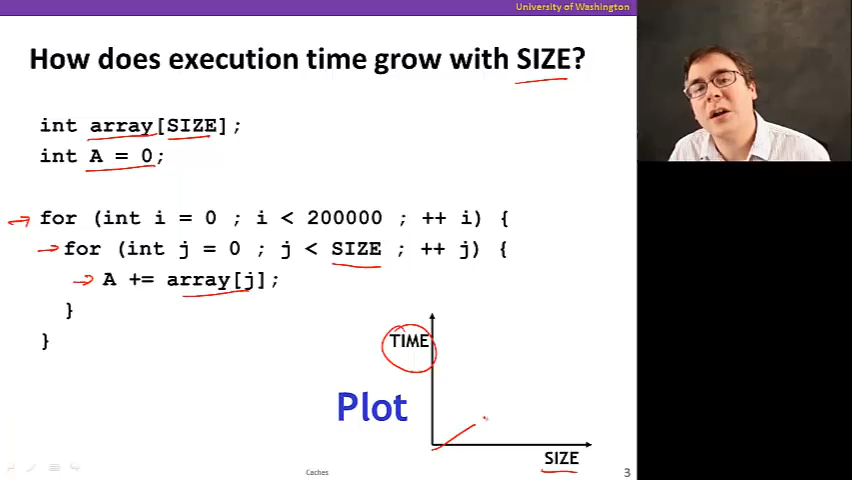 University of Washington
How does execution time grow with SIZE?
int array[SIZE];
int A = 0;
for (int i = 0 ; i < 200000 ; ++ i) {
for (int j = 0 ; j < SIZE ; ++ j) {
A += array[j];
}
}
TIME
Plot
SIZE
Caches
3